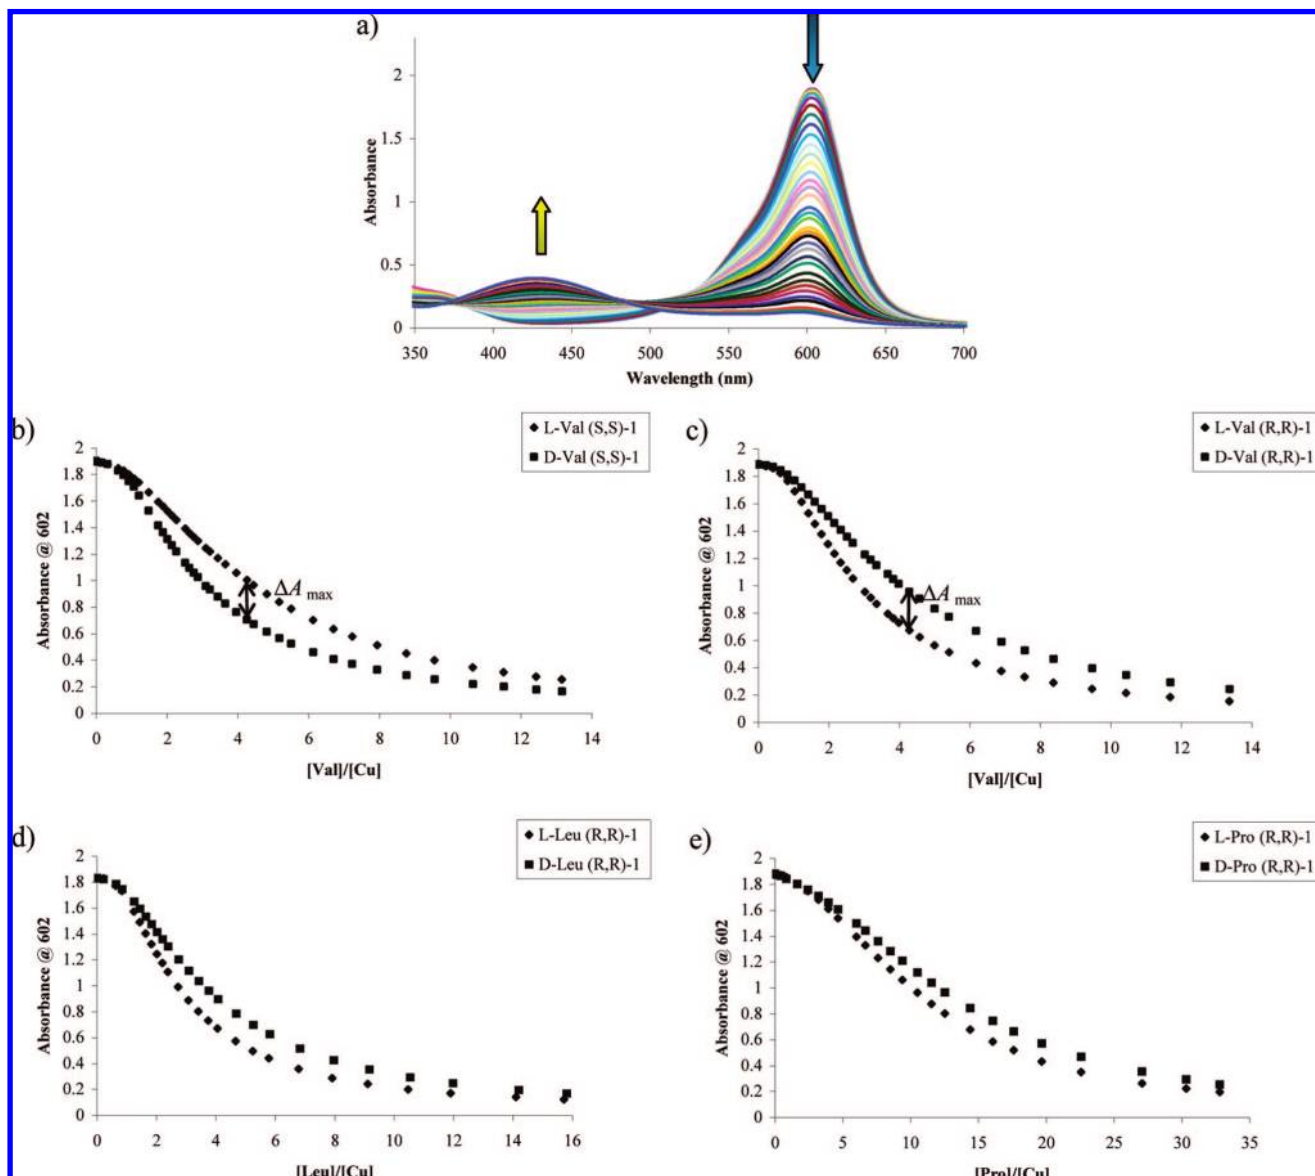 a)
2
1.5
1
0.5
0
Absorbance
350 400 450 500 550 600 650 700
Wavelength (nm)
b)
L-Val (S,S)-1
D-Val (S,S)-1
2
1.8
1.6
1.4
1.2
1
0.8
0.6
0.4
0.2
0
Absorbance @ 602
ΔA max
0 2 4 6 8 10 12 14
[Val]/[Cu]
c)
L-Val (R,R)-1
D-Val (R,R)-1
2
1.8
1.6
1.4
1.2
1
0.8
0.6
0.4
0.2
0
Absorbance @ 602
ΔA max
0 2 4 6 8 10 12 14
[Val]/[Cu]
d)
L-Leu (R,R)-1
D-Leu (R,R)-1
2
1.8
1.6
1.4
1.2
1
0.8
0.6
0.4
0.2
0
Absorbance @ 602
0 2 4 6 8 10 12 14 16
[Leu]/[Cu]
e)
L-Pro (R,R)-1
D-Pro (R,R)-1
2
1.8
1.6
1.4
1.2
1
0.8
0.6
0.4
0.2
0
Absorbance @ 602
0 5 10 15 20 25 30 35
[Pro]/[Cu]